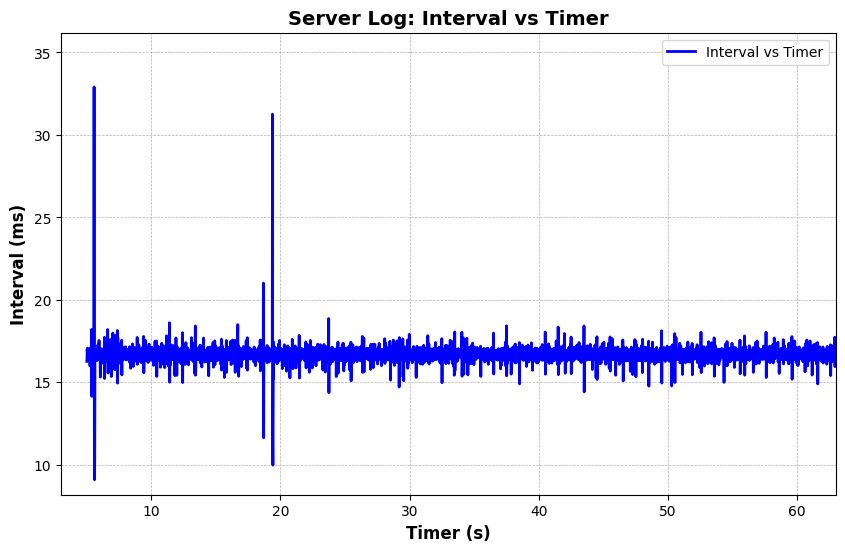 Server Log: Interval vs Timer
Interval vs Timer
35
30
25
20
15
10
Interval (ms)
10 20 30 40 50 60
Timer (s)